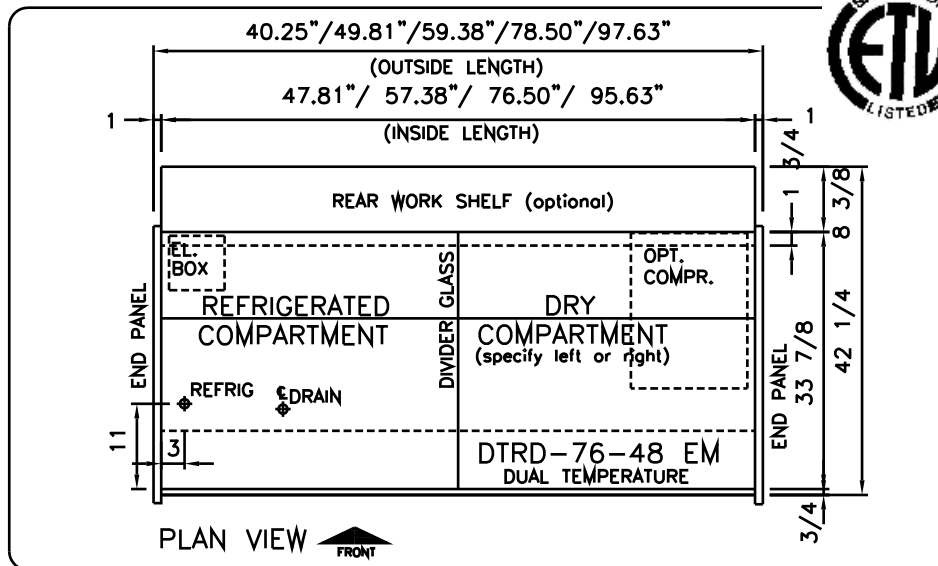 40.25"/49.81"/59.38"/78.50"/97.63"
(OUTSIDE LENGTH)
47.81"/ 57.38"/ 76.50"/ 95.63"
(INSIDE LENGTH)
1
1
ETL
LISTED
REAR WORK SHELF (optional)
1 3/4
8 3/8
EL.
BOX
OPT.
COMPR.
END PANEL
REFRIGERATED
COMPARTMENT
DIVIDER GLASS
DRY
COMPARTMENT
(specify left or right)
END PANEL
33 7/8
42 1/4
REFRIG
℄ DRAIN
11
3
DTRD-76-48 EM
DUAL TEMPERATURE
3/4
PLAN VIEW
FRONT